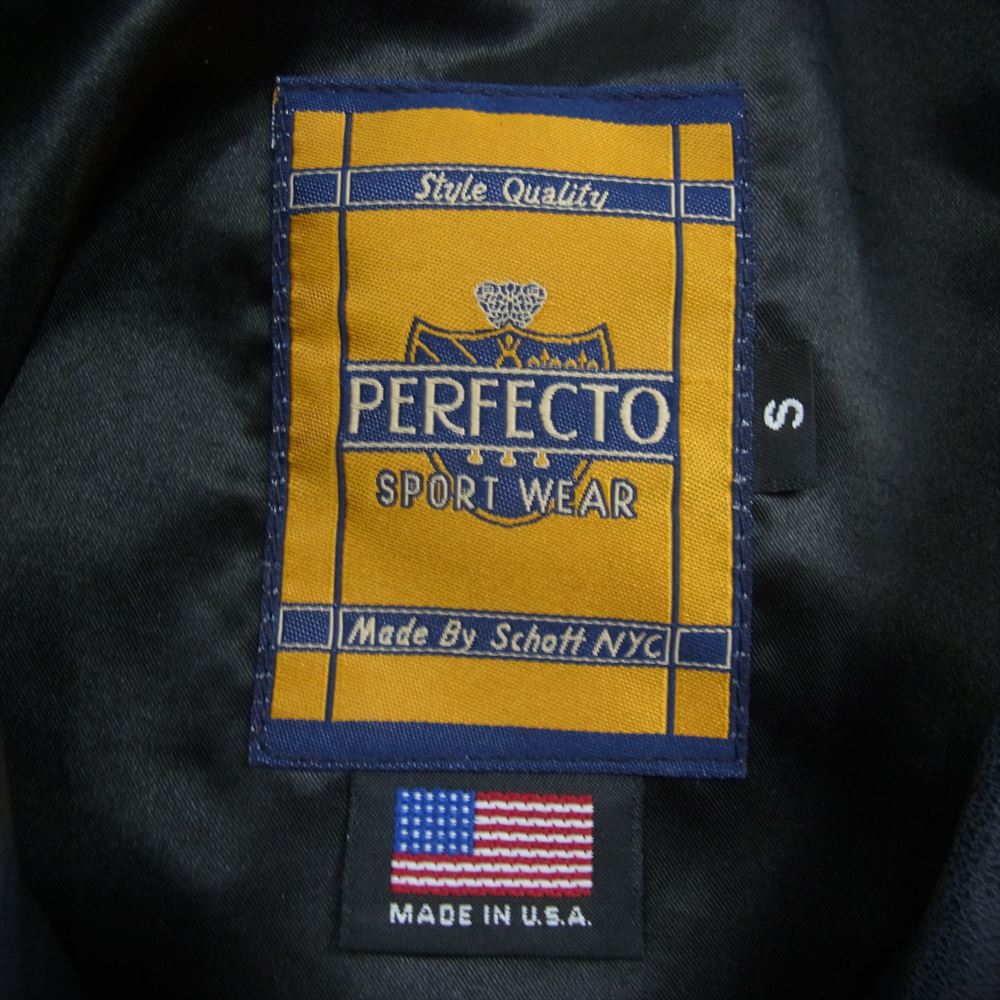 Style Quality
PERFECTO
SPORT WEAR
S
Made By Schott NYC
MADE IN U.S.A.